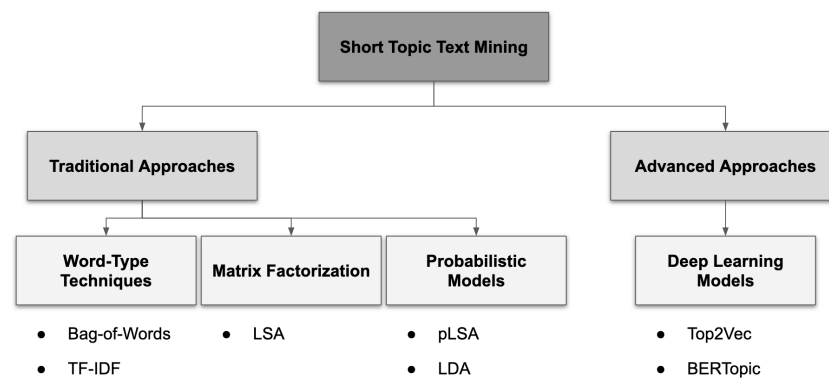 Short Topic Text Mining
Traditional Approaches
Advanced Approaches
Word-Type
Techniques
Matrix Factorization
Probabilistic
Models
Deep Learning
Models
● Bag-of-Words
● TF-IDF
● LSA
● pLSA
● LDA
● Top2Vec
● BERTopic